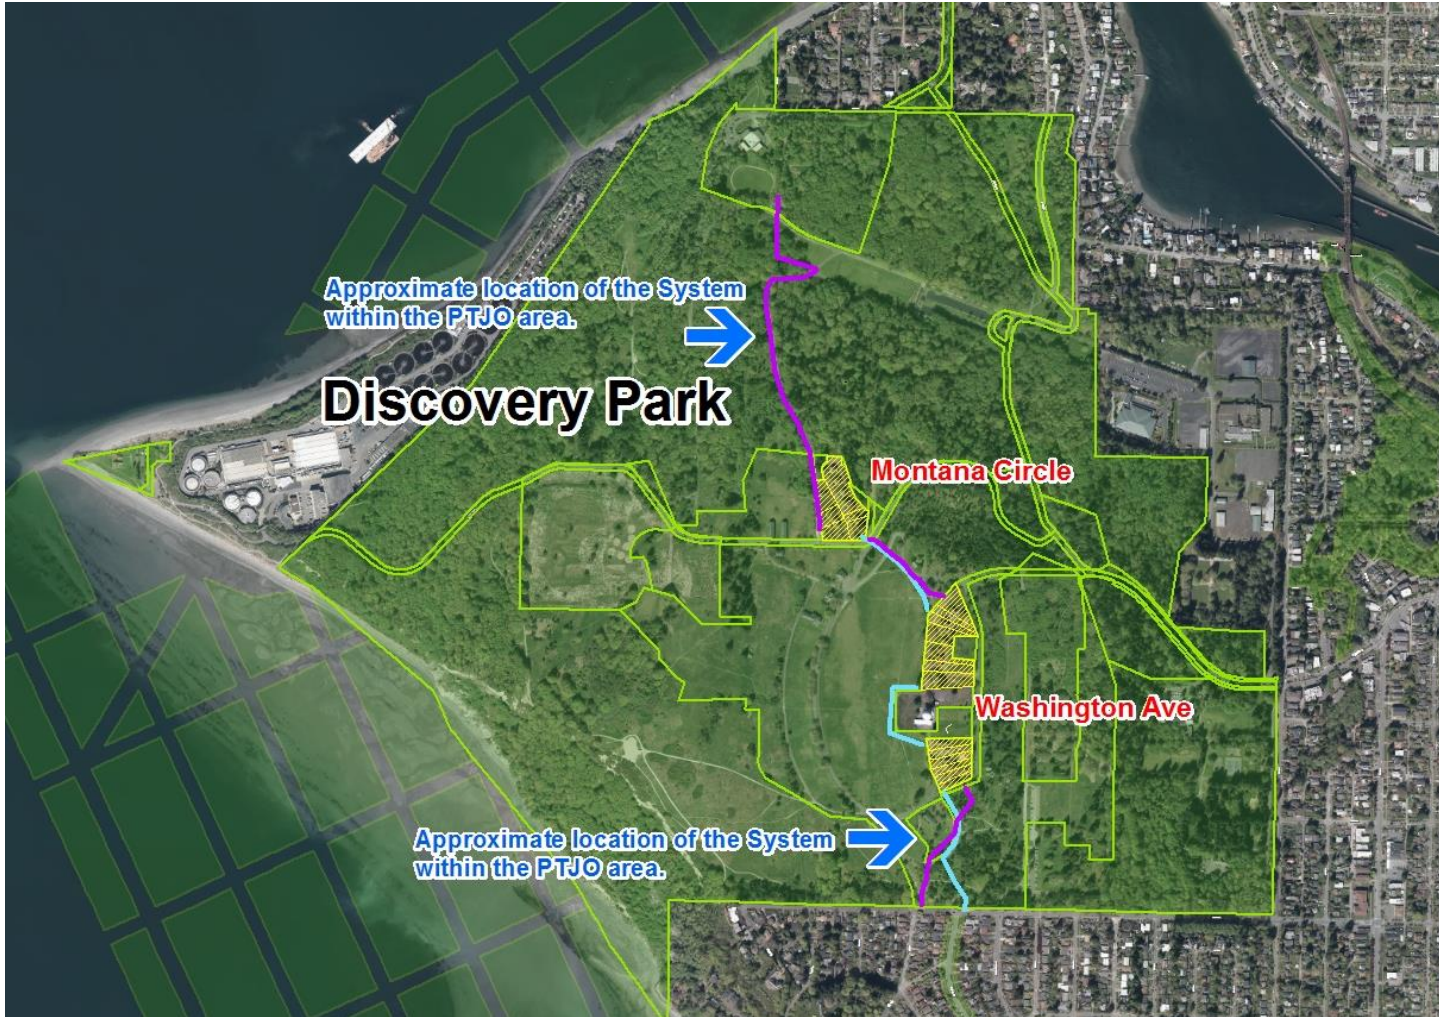 Approximate location of the System
within the PTJO area.
Discovery Park
Montana Circle
Washington Ave
Approximate location of the System
within the PTJO area.